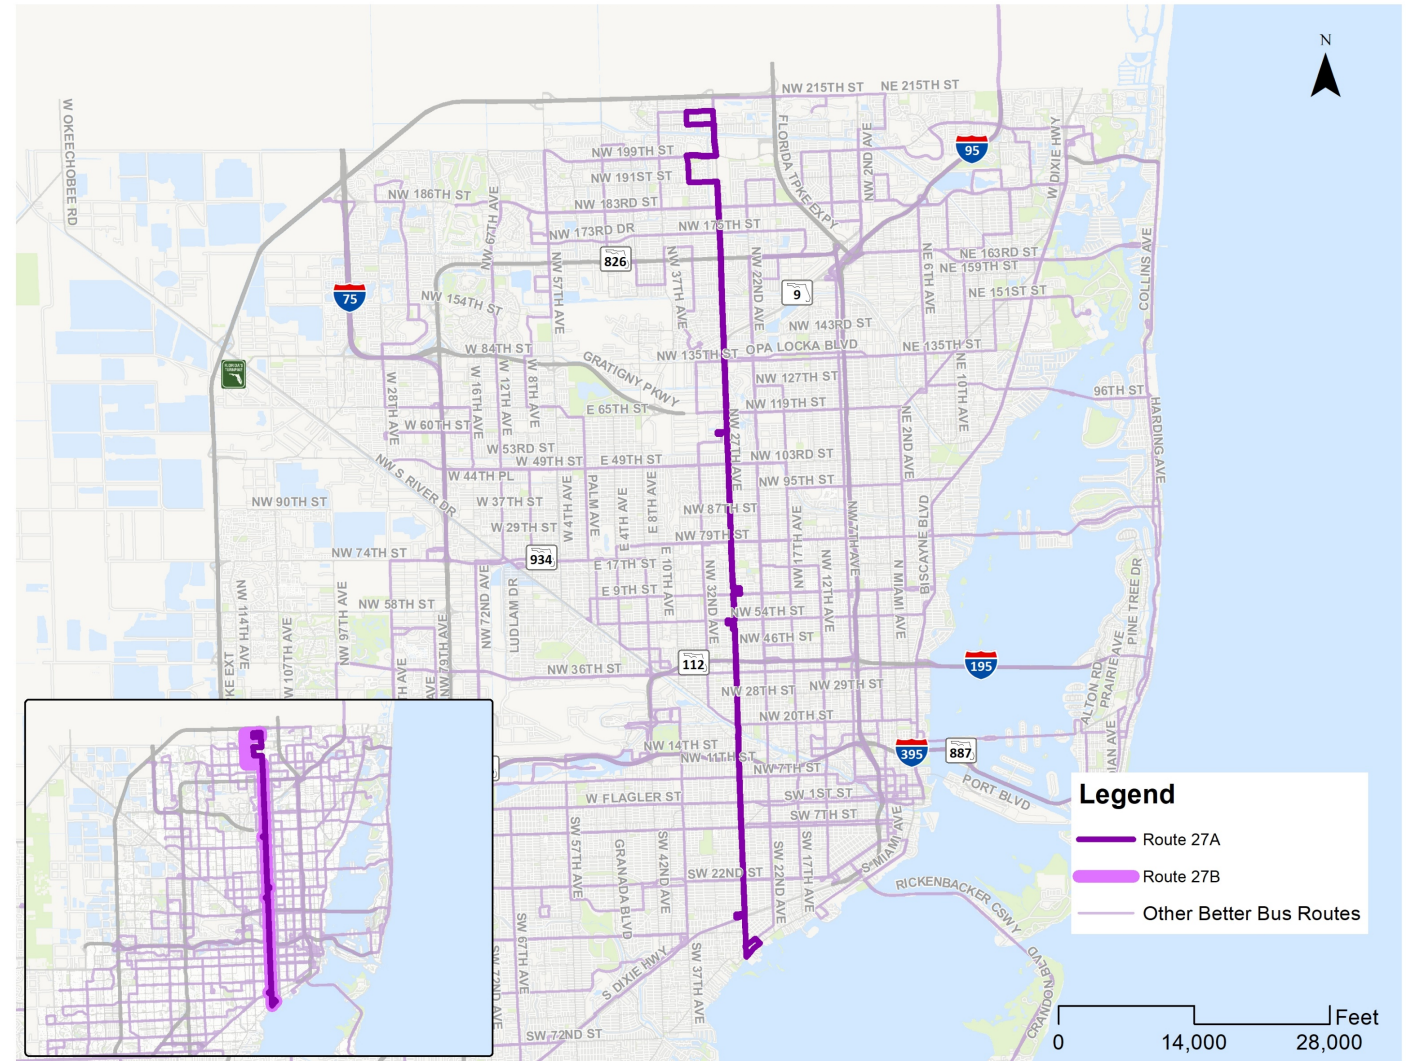 N
NW 215TH ST
NE 215TH ST
W OKEECHOBEE RD
FLORIDA TPKE EXPY
NW 2ND AVE
95
W DIXIE HWY
NW 199TH ST
NW 191ST ST
NW 186TH ST
NW 183RD ST
NW 67TH AVE
NW 175TH ST
NW 173RD DR
826
NE 163RD ST
NE 159TH ST
NE 6TH AVE
COLLINS AVE
NW 57TH AVE
NW 37TH AVE
NW 22ND AVE
75
9
NE 151ST ST
NW 154TH ST
NW 143RD ST
W 84TH ST
GRATIGNY PKWY
NW 135TH ST
OPA LOCKA BLVD
NE 135TH ST
W 28TH AVE
W 16TH AVE
W 12TH AVE
W 8TH AVE
NW 127TH ST
NE 10TH AVE
96TH ST
HARDING AVE
E 65TH ST
NW 119TH ST
W 60TH ST
NW 27TH AVE
NE 2ND AVE
W 53RD ST
W 49TH ST
E 49TH ST
NW 103RD ST
NW S RIVER DR
W 44TH PL
NW 95TH ST
NW 90TH ST
W 37TH ST
W 4TH AVE
PALM AVE
E 4TH AVE
E 8TH AVE
NW 87TH ST
W 29TH ST
NW 79TH ST
NW 17TH AVE
NW 7TH AVE
BISCAYNE BLVD
NW 74TH ST
934
E 17TH ST
E 10TH AVE
NW 32ND AVE
NW 12TH AVE
N MIAMI AVE
PINE TREE DR
NW 114TH AVE
NW 97TH AVE
NW 58TH ST
NW 72ND AVE
LUDLAM DR
E 9TH ST
NW 54TH ST
W 107TH AVE
NW 79TH AVE
NW 46TH ST
KE EXT
TH AVE
AVE
NW 36TH ST
112
195
ALTON RD
PRAIRIE AVE
NW 28TH ST
NW 29TH ST
NW 20TH ST
NW 14TH ST
NW 11TH ST
NW 7TH ST
395
887
IAN AVE
PORT BLVD
W FLAGLER ST
SW 1ST ST
SW 7TH ST
SW 57TH AVE
GRANADA BLVD
SW 42ND AVE
SW 22ND ST
SW 22ND AVE
SW 17TH AVE
S MIAMI AVE
RICKENBACKER CSWY
SW 67TH AVE
SW 72ND AVE
S DIXIE HWY
SW 37TH AVE
SW 72ND ST
CRANDON BLVD
Legend
Route 27A
Route 27B
Other Better Bus Routes
Feet
0
14,000
28,000